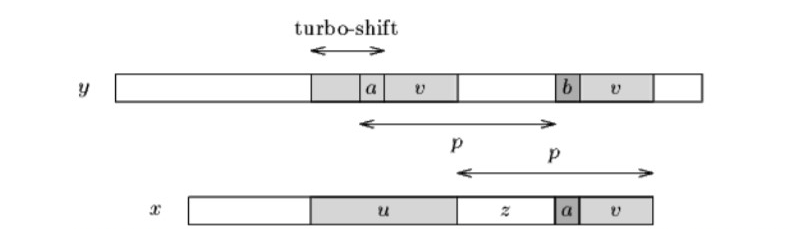 turbo-shift
y a v b v
p
p
x u z a v